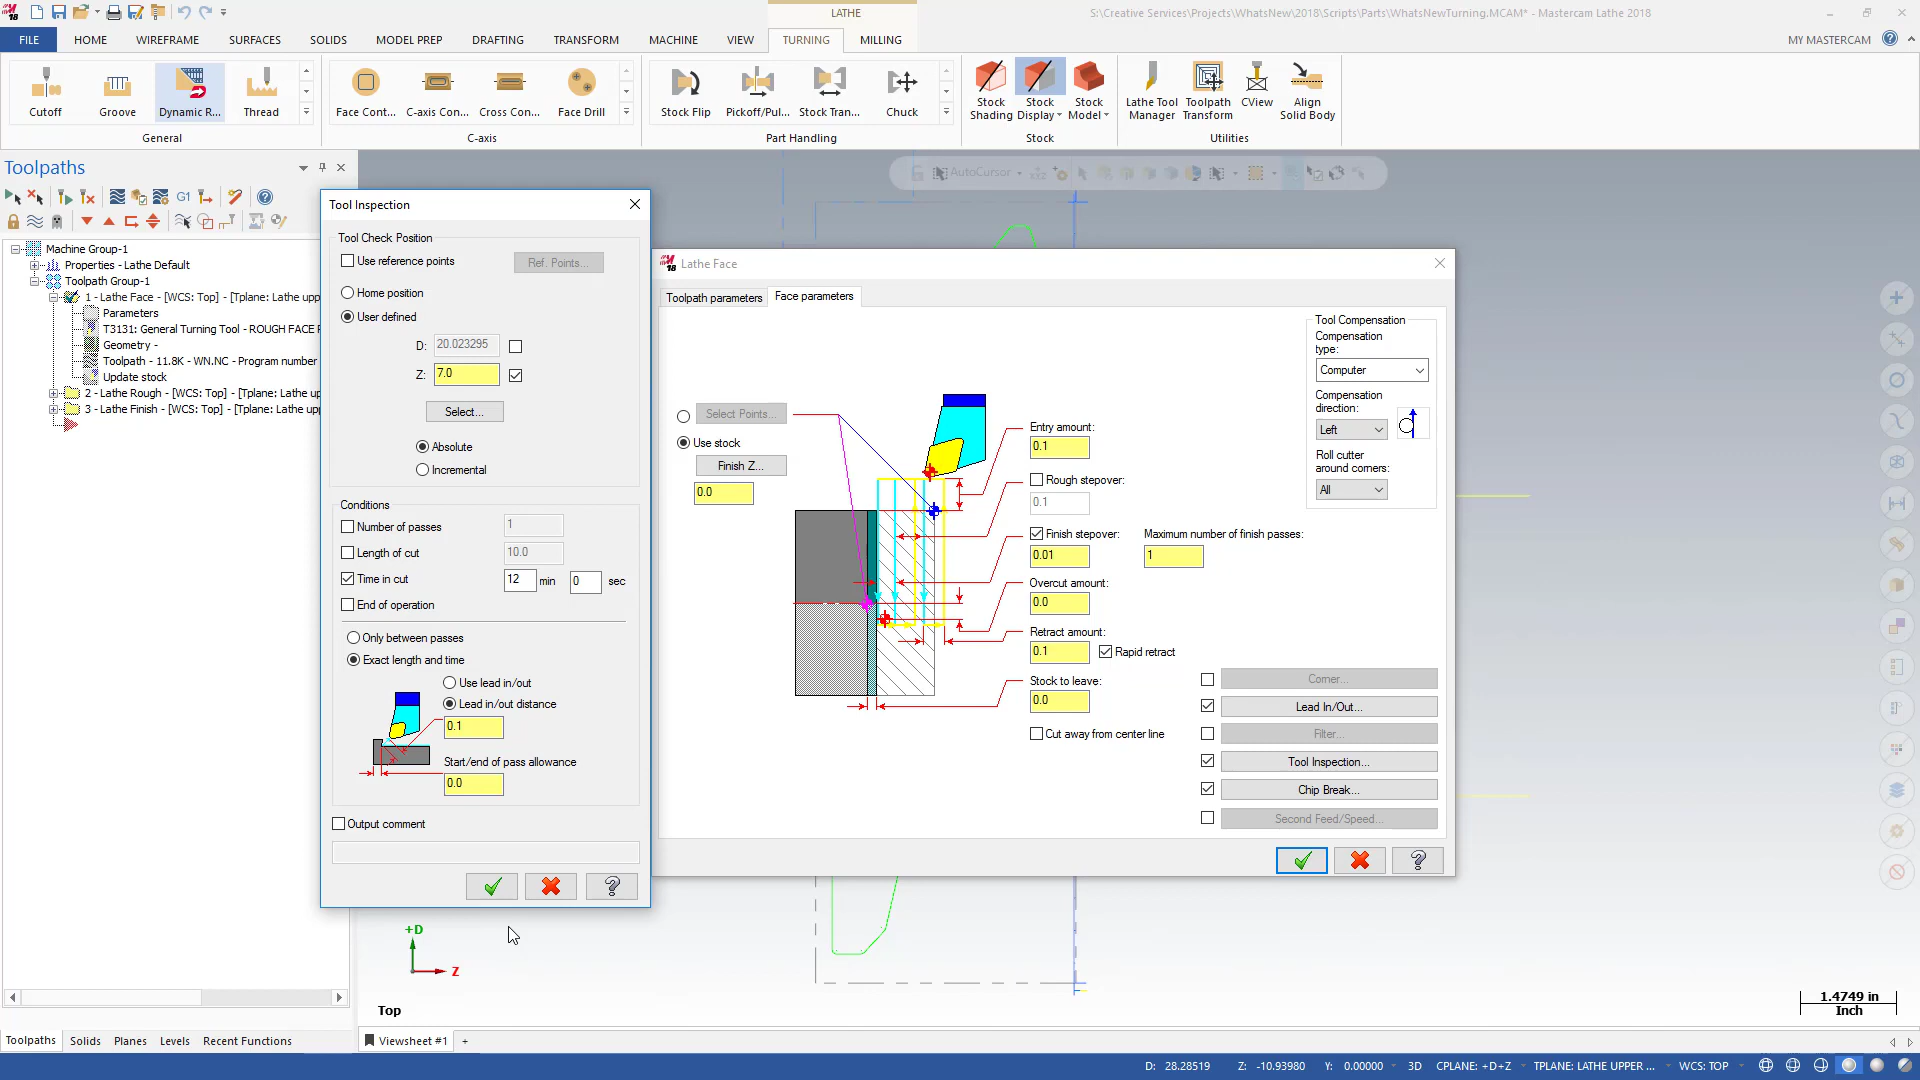 LATHE
S:\Creative Services\Projects\WhatsNew\2018\Scripts\Parts\WhatsNewTurning.MCAM* - Mastercam Lathe 2018
FILE HOME WIREFRAME SURFACES SOLIDS MODEL PREP DRAFTING TRANSFORM MACHINE VIEW TURNING MILLING
MY MASTERCAM
Cutoff Groove Dynamic R... Thread
Face Cont... C-axis Con... Cross Con... Face Drill
Stock Flip Pickoff/Pul... Stock Tran... Chuck
Stock Shading
Stock Display
Stock Model
Lathe Tool Manager
Toolpath Transform
CView
Align Solid Body
General C-axis Part Handling Stock Utilities
Toolpaths
AutoCursor
G1
Machine Group-1
Properties - Lathe Default
Toolpath Group-1
1 - Lathe Face - [WCS: Top] - [Tplane: Lathe upp
Parameters
T3131: General Turning Tool - ROUGH FACE F
Geometry -
Toolpath - 11.8K - WN.NC - Program number
Update stock
2 - Lathe Rough - [WCS: Top] - [Tplane: Lathe up
3 - Lathe Finish - [WCS: Top] - [Tplane: Lathe up
Tool Inspection
Tool Check Position
Use reference points
Ref. Points...
Home position
User defined
D: 20.023295
Z: 7.0
Select...
Absolute
Incremental
Conditions
Number of passes 1
Length of cut 10.0
Time in cut 12 min 0 sec
End of operation
Only between passes
Exact length and time
Use lead in/out
Lead in/out distance
0.1
Start/end of pass allowance
0.0
Output comment
Lathe Face
Toolpath parameters Face parameters
Select Points...
Use stock
Finish Z...
0.0
Entry amount:
0.1
Rough stepover:
0.1
Finish stepover:
0.01
Maximum number of finish passes:
1
Overcut amount:
0.0
Retract amount:
0.1
Rapid retract
Stock to leave:
0.0
Cut away from center line
Tool Compensation
Compensation
type:
Computer
Compensation
direction:
Left
Roll cutter
around corners:
All
Corner...
Lead In/Out...
Filter...
Tool Inspection...
Chip Break...
Second Feed/Speed...
+D
Z
Top
1.4749 in
Inch
Toolpaths Solids Planes Levels Recent Functions
Viewsheet #1 +
D: 28.28519 Z: -10.93980 Y: 0.00000 3D CPLANE: +D+Z TPLANE: LATHE UPPER ... WCS: TOP